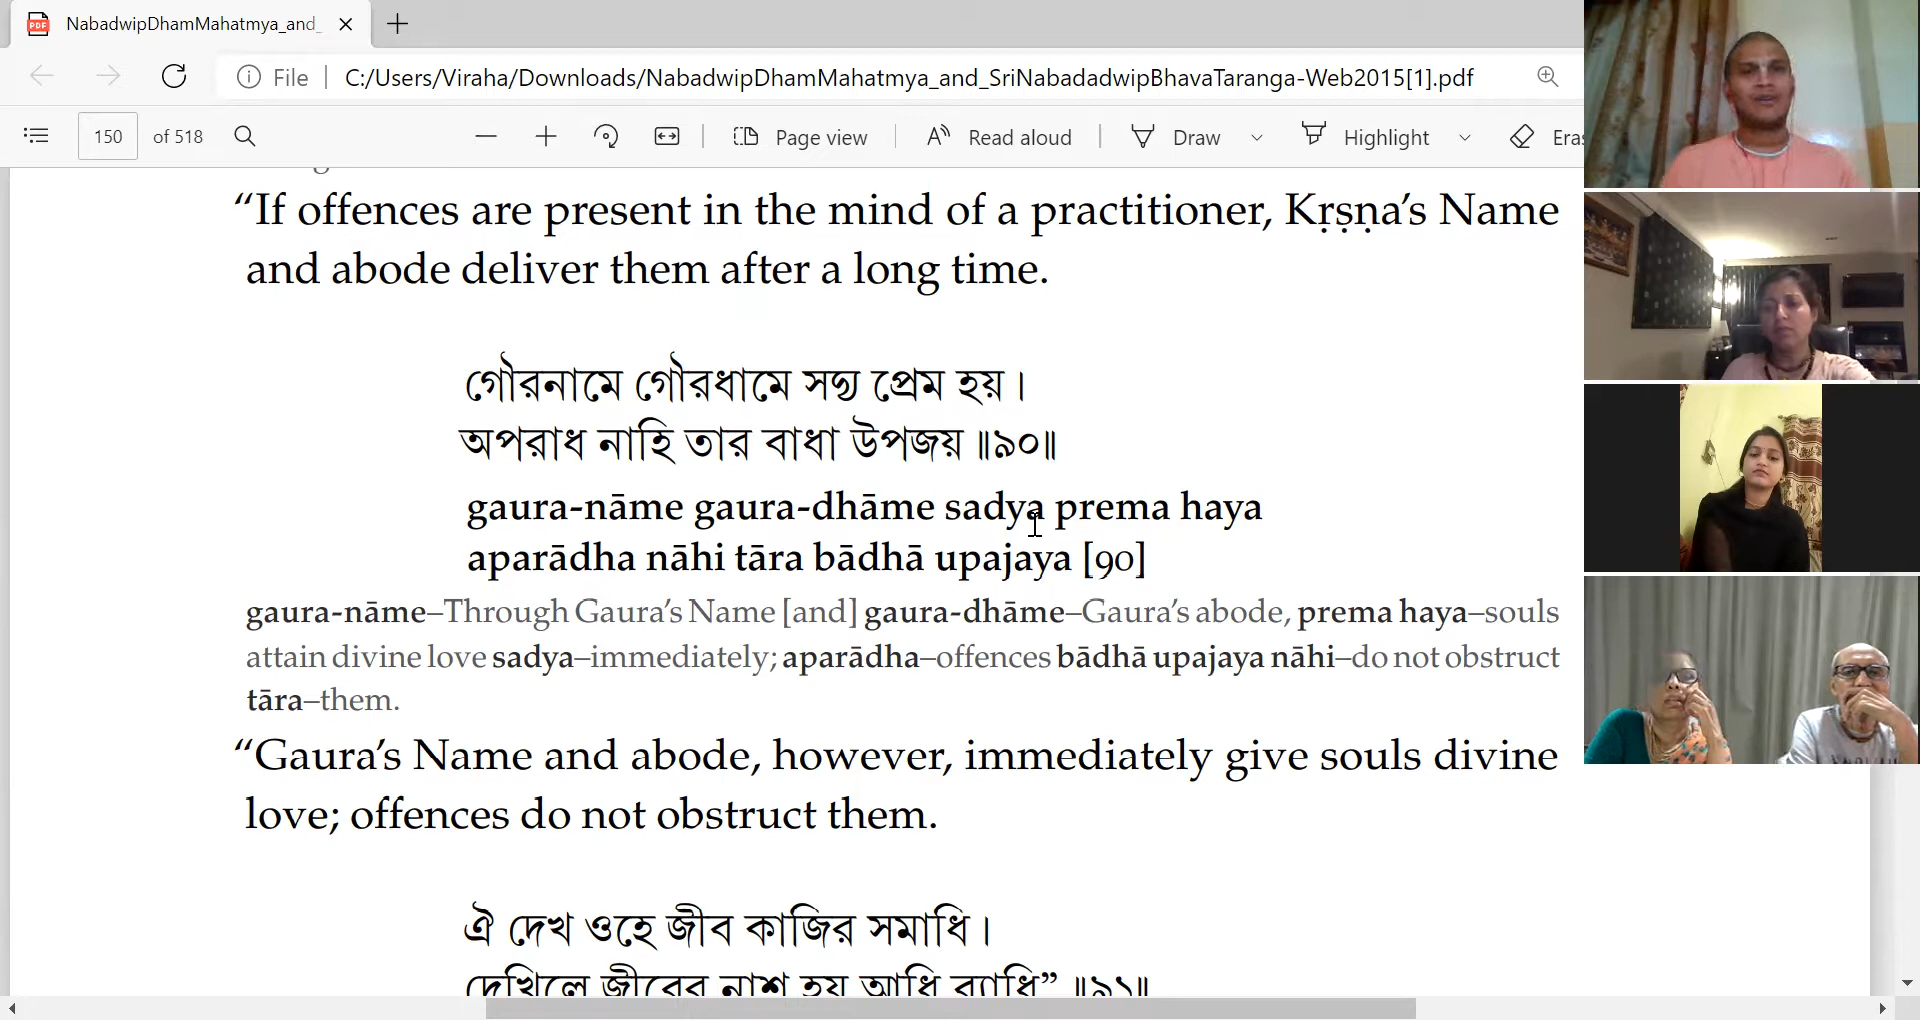 NabadwipDhamMahatmya_and_
File
C:/Users/Viraha/Downloads/NabadwipDhamMahatmya_and_SriNabadadwipBhavaTaranga-Web2015[1].pdf
150 of 518
Page view
Read aloud
Draw
Highlight
Eras
“If offences are present in the mind of a practitioner, Kṛṣṇa’s Name
and abode deliver them after a long time.
গৌরনামে গৌরধামে সদ্য প্রেম হয় ।
অপরাধ নাহি তার বাধা উপজয় ॥৯০॥
gaura-nāme gaura-dhāme sadya prema haya
aparādha nāhi tāra bādhā upajaya [90]
gaura-nāme–Through Gaura’s Name [and] gaura-dhāme–Gaura’s abode, prema haya–souls
attain divine love sadya–immediately; aparādha–offences bādhā upajaya nāhi–do not obstruct
tāra–them.
“Gaura’s Name and abode, however, immediately give souls divine
love; offences do not obstruct them.
ঐ দেখ ওহে জীব কাজির সমাধি ।
দেখিলে জীবের নাশ হয় আধি ব্যাধি” ॥৯১॥